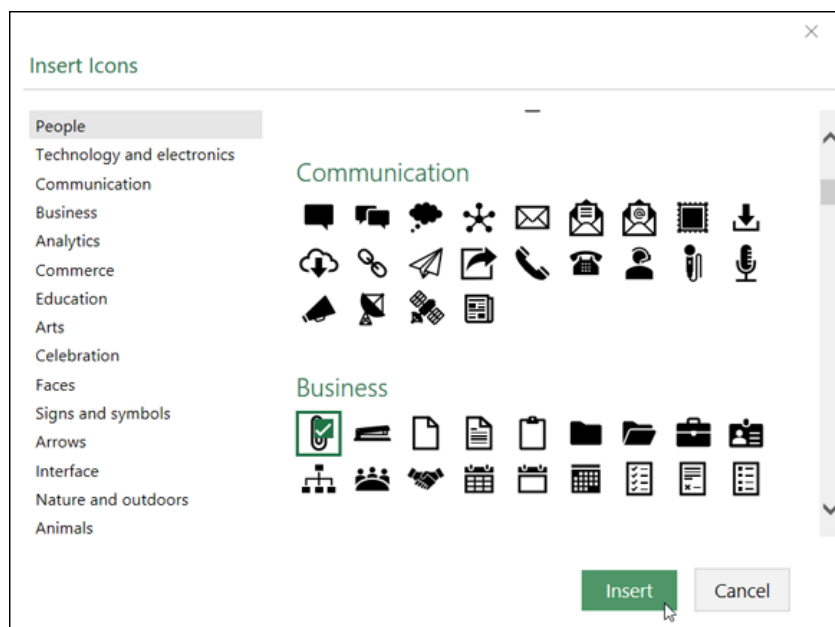 Insert Icons
People
Technology and electronics
Communication
Business
Analytics
Commerce
Education
Arts
Celebration
Faces
Signs and symbols
Arrows
Interface
Nature and outdoors
Animals
Communication
Business
Insert
Cancel